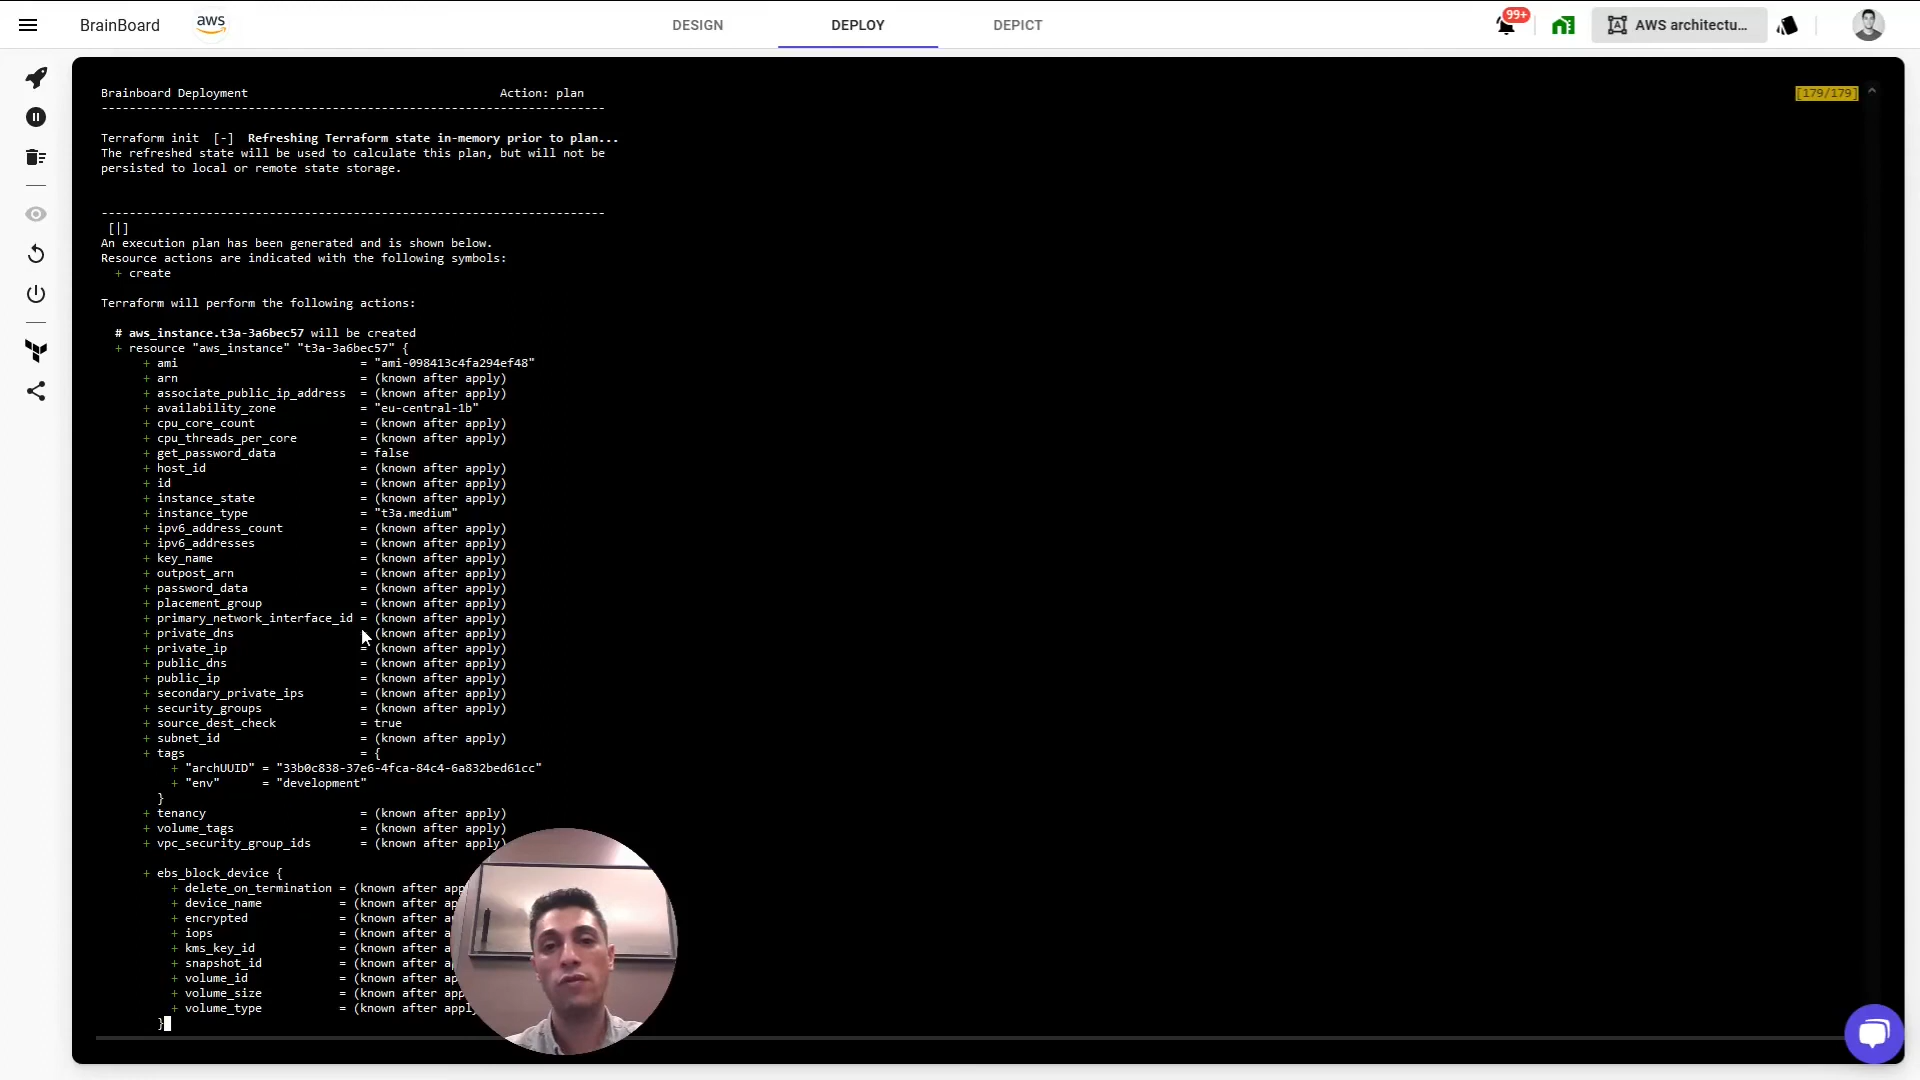 BrainBoard
aws
DESIGN
DEPLOY
DEPICT
99+
AWS architectu...
Brainboard Deployment Action: plan
------------------------------------------------------------------------
[179/179]
Terraform init [-] Refreshing Terraform state in-memory prior to plan...
The refreshed state will be used to calculate this plan, but will not be
persisted to local or remote state storage.
------------------------------------------------------------------------
[|]
An execution plan has been generated and is shown below.
Resource actions are indicated with the following symbols:
+ create
Terraform will perform the following actions:
# aws_instance.t3a-3a6bec57 will be created
+ resource "aws_instance" "t3a-3a6bec57" {
+ ami = "ami-098413c4fa294ef48"
+ arn = (known after apply)
+ associate_public_ip_address = (known after apply)
+ availability_zone = "eu-central-1b"
+ cpu_core_count = (known after apply)
+ cpu_threads_per_core = (known after apply)
+ get_password_data = false
+ host_id = (known after apply)
+ id = (known after apply)
+ instance_state = (known after apply)
+ instance_type = "t3a.medium"
+ ipv6_address_count = (known after apply)
+ ipv6_addresses = (known after apply)
+ key_name = (known after apply)
+ outpost_arn = (known after apply)
+ password_data = (known after apply)
+ placement_group = (known after apply)
+ primary_network_interface_id = (known after apply)
+ private_dns = (known after apply)
+ private_ip = (known after apply)
+ public_dns = (known after apply)
+ public_ip = (known after apply)
+ secondary_private_ips = (known after apply)
+ security_groups = (known after apply)
+ source_dest_check = true
+ subnet_id = (known after apply)
+ tags = {
+ "archUUID" = "33b0c838-37e6-4fca-84c4-6a832bed61cc"
+ "env" = "development"
}
+ tenancy = (known after apply)
+ volume_tags = (known after apply)
+ vpc_security_group_ids = (known after apply)
+ ebs_block_device {
+ delete_on_termination = (known after
+ device_name = (known after
+ encrypted = (known after
+ iops = (known after
+ kms_key_id = (known after
+ snapshot_id = (known after
+ volume_id = (known after
+ volume_size = (known after
+ volume_type = (known after
}